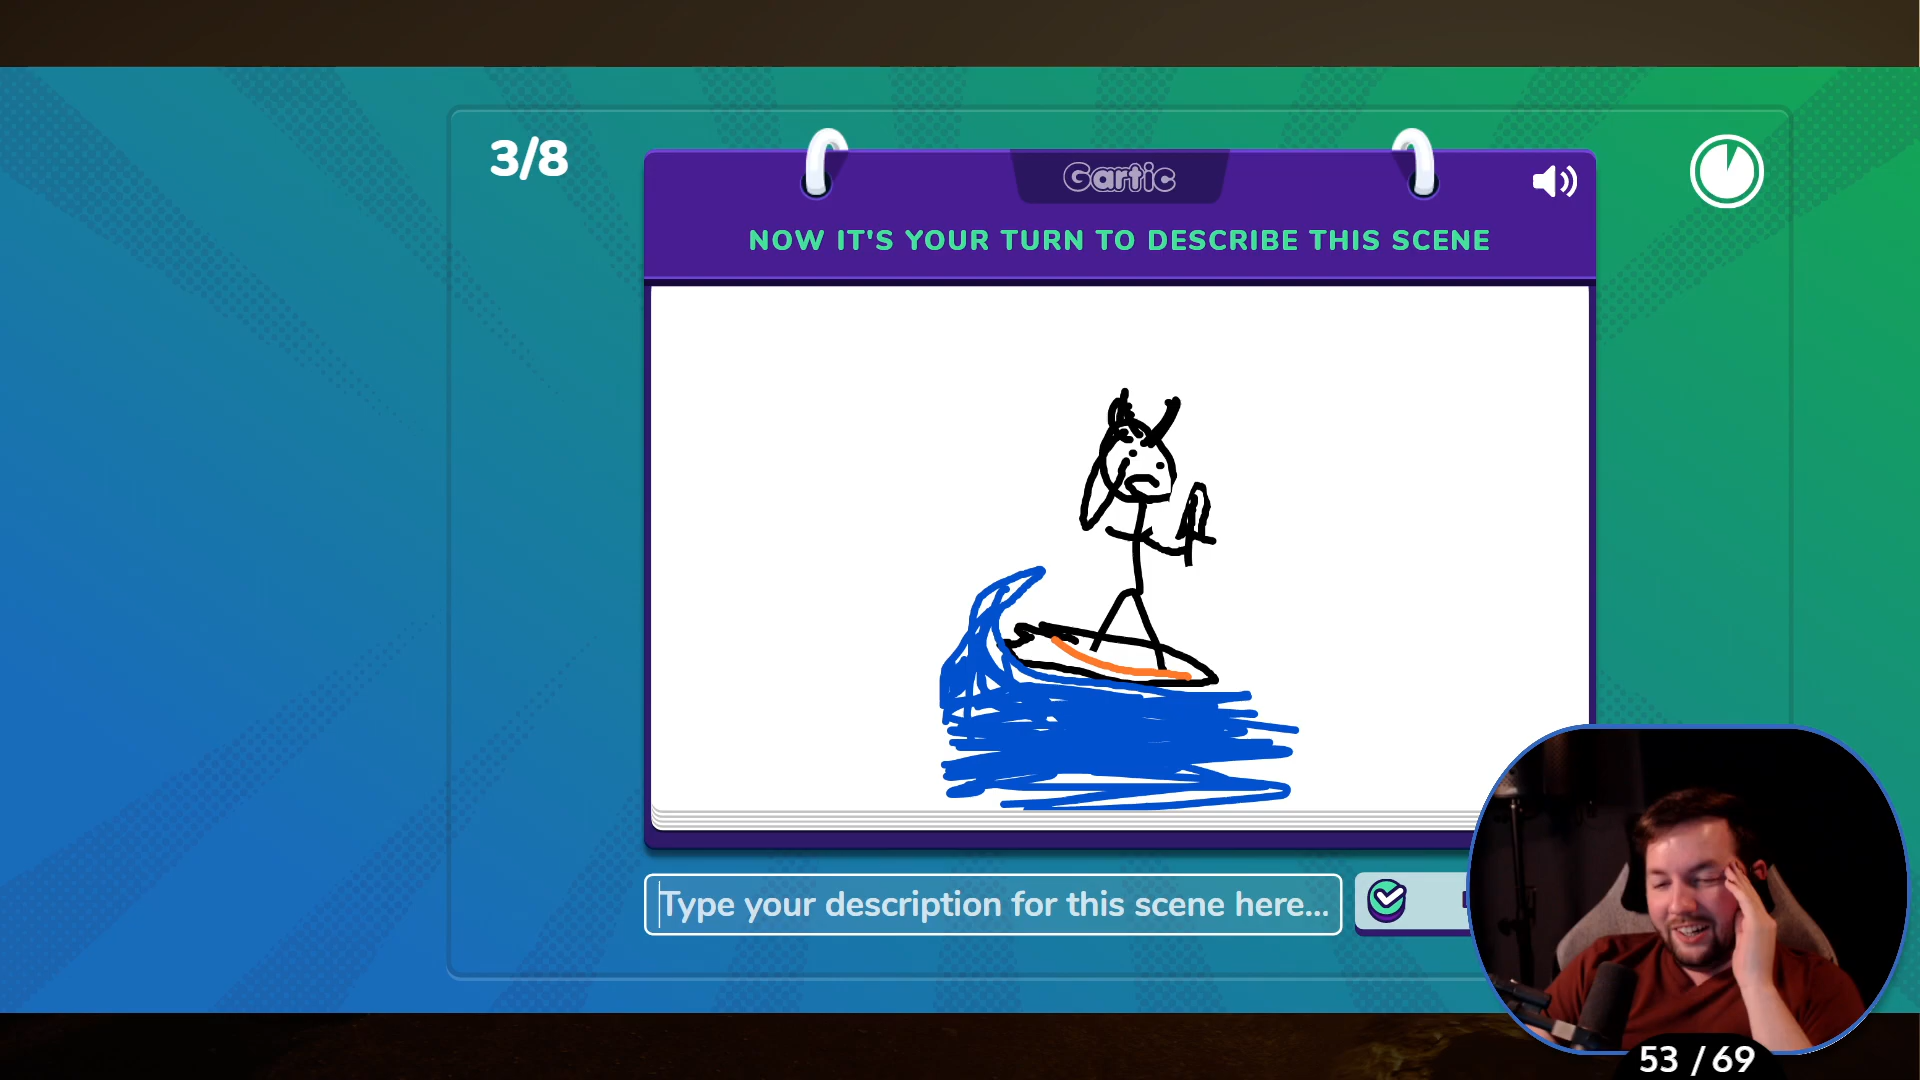 3/8
Gartic
NOW IT'S YOUR TURN TO DESCRIBE THIS SCENE
Type your description for this scene here...
53 / 69